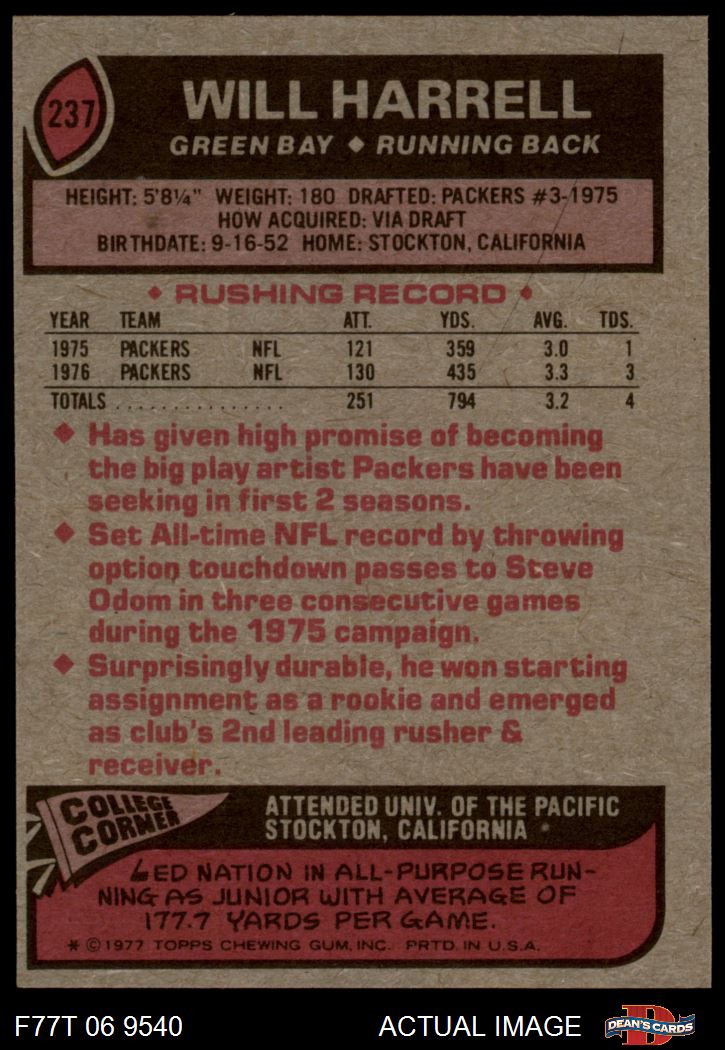 237
WILL HARRELL
GREEN BAY ♦ RUNNING BACK
HEIGHT: 5'8¼" WEIGHT: 180 DRAFTED: PACKERS #3-1975
HOW ACQUIRED: VIA DRAFT
BIRTHDATE: 9-16-52 HOME: STOCKTON, CALIFORNIA
♦ RUSHING RECORD ♦
YEAR TEAM ATT. YDS. AVG. TDS.
1975 PACKERS NFL 121 359 3.0 1
1976 PACKERS NFL 130 435 3.3 3
TOTALS ................ 251 794 3.2 4
♦ Has given high promise of becoming
the big play artist Packers have been
seeking in first 2 seasons.
♦ Set All-time NFL record by throwing
option touchdown passes to Steve
Odom in three consecutive games
during the 1975 campaign.
♦ Surprisingly durable, he won starting
assignment as a rookie and emerged
as club's 2nd leading rusher &
receiver.
COLLEGE
CORNER
ATTENDED UNIV. OF THE PACIFIC
STOCKTON, CALIFORNIA
LED NATION IN ALL-PURPOSE RUN-
NING AS JUNIOR WITH AVERAGE OF
177.7 YARDS PER GAME.
* © 1977 TOPPS CHEWING GUM, INC. PRTD. IN U.S.A.
F77T 06 9540 ACTUAL IMAGE
D
DEAN'S CARDS